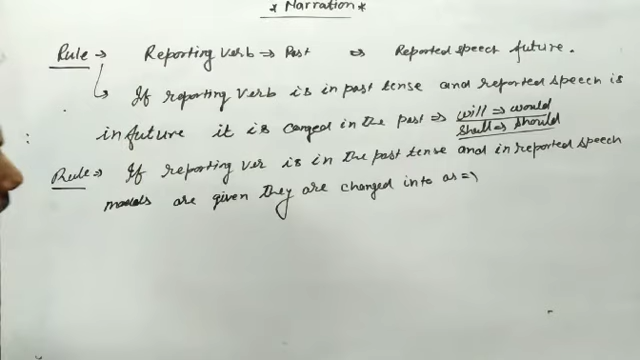 * Narration *
Rule → Reporting verb ⇒ Past ⇔ Reported speech future.
↳ If reporting verb is in past tense and reported speech is
in future it is canged in the past ⇒ will ⇒ would
shall ⇒ should
Rule ⇒ If reporting ver is in the past tense and in reported speech
modals are given they are changed into as ⇒